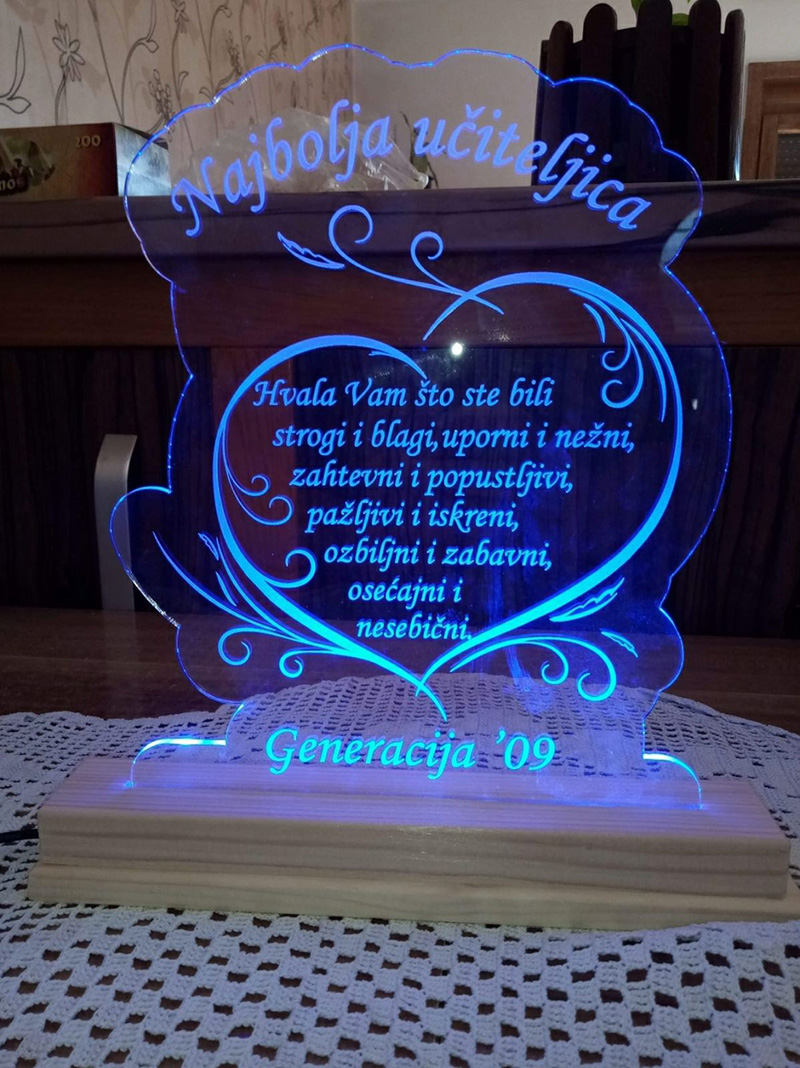 Najbolja učiteljica
200
Hvala Vam što ste bili
strogi i blagi, uporni i nežni,
zahtevni i popustljivi,
pažljivi i iskreni,
ozbiljni i zabavni,
osećajni i
nesebični.
Generacija ’09